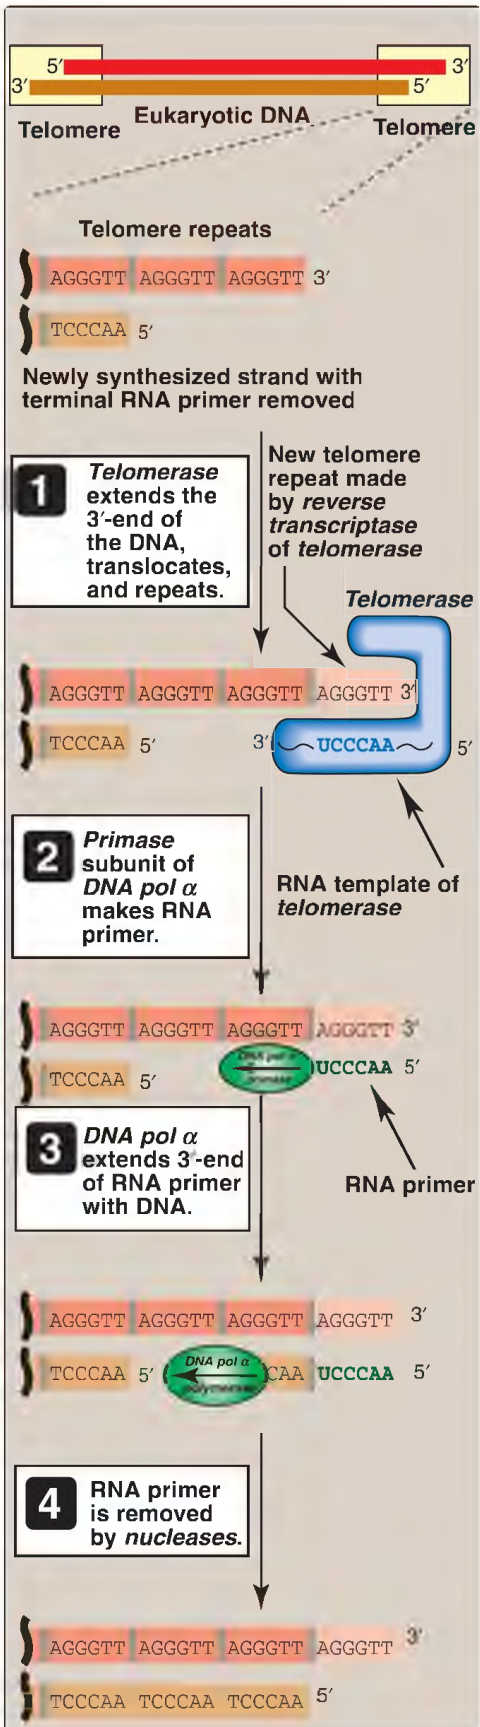 5′ 3′
3′ 5′
Eukaryotic DNA
Telomere Telomere
Telomere repeats
AGGGTT AGGGTT AGGGTT 3′
TCCCAA 5′
Newly synthesized strand with
terminal RNA primer removed
1
Telomerase
extends the
3′-end of
the DNA,
translocates,
and repeats.
New telomere
repeat made
by reverse
transcriptase
of telomerase
Telomerase
AGGGTT AGGGTT AGGGTT AGGGTT 3′
TCCCAA 5′ 3′ UCCCAA 5′
2
Primase
subunit of
DNA pol α
makes RNA
primer.
RNA template of
telomerase
AGGGTT AGGGTT AGGGTT AGGGTT 3′
DNA pol α
primase
TCCCAA 5′ UCCCAA 5′
3
DNA pol α
extends 3′-end
of RNA primer
with DNA.
RNA primer
AGGGTT AGGGTT AGGGTT AGGGTT 3′
DNA pol α
polymerase
TCCCAA 5′ CAA UCCCAA 5′
4
RNA primer
is removed
by nucleases.
AGGGTT AGGGTT AGGGTT AGGGTT 3′
TCCCAA TCCCAA TCCCAA 5′